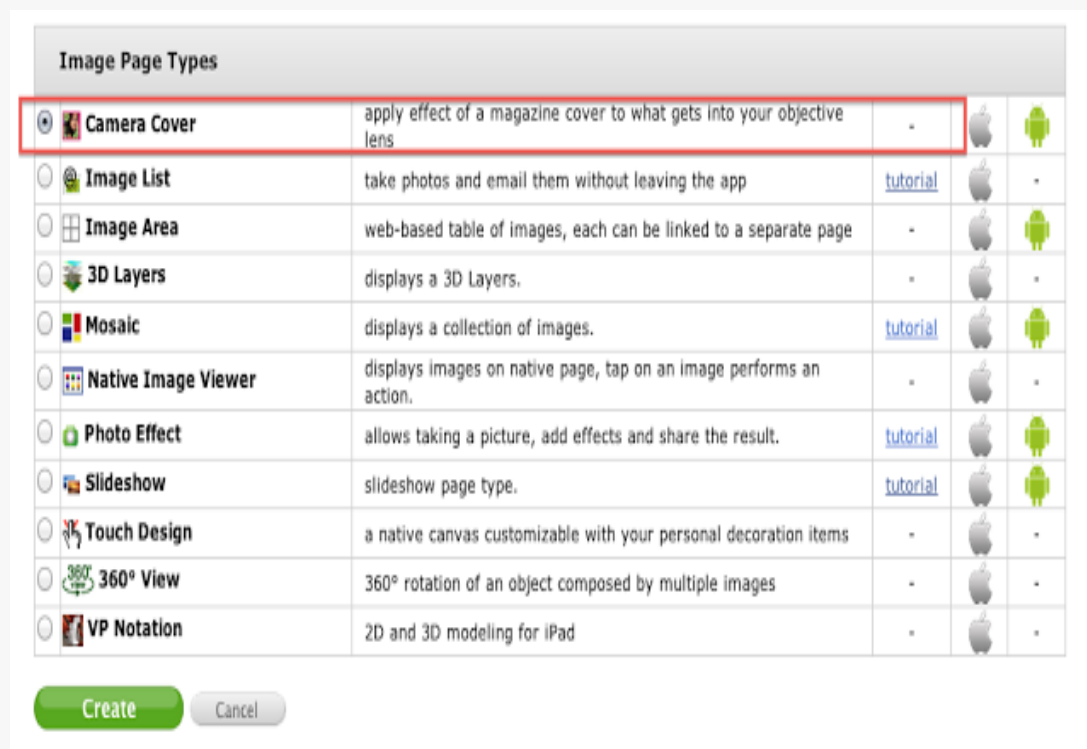 Image Page Types
Camera Cover
apply effect of a magazine cover to what gets into your objective
lens
-
Image List
take photos and email them without leaving the app
tutorial
-
Image Area
web-based table of images, each can be linked to a separate page
-
3D Layers
displays a 3D Layers.
-
-
Mosaic
displays a collection of images.
tutorial
Native Image Viewer
displays images on native page, tap on an image performs an
action.
-
-
Photo Effect
allows taking a picture, add effects and share the result.
tutorial
Slideshow
slideshow page type.
tutorial
Touch Design
a native canvas customizable with your personal decoration items
-
-
360° View
360° rotation of an object composed by multiple images
-
-
VP Notation
2D and 3D modeling for iPad
-
-
Create
Cancel